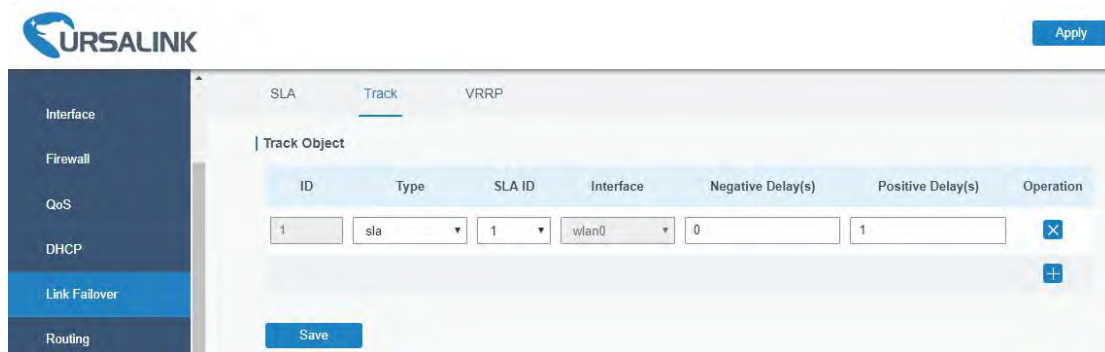 URSALINK
Apply
Interface
Firewall
QoS
DHCP
Link Failover
Routing
SLA Track VRRP
Track Object
ID Type SLA ID Interface Negative Delay(s) Positive Delay(s) Operation
1 sla 1 wlan0 0 1
Save